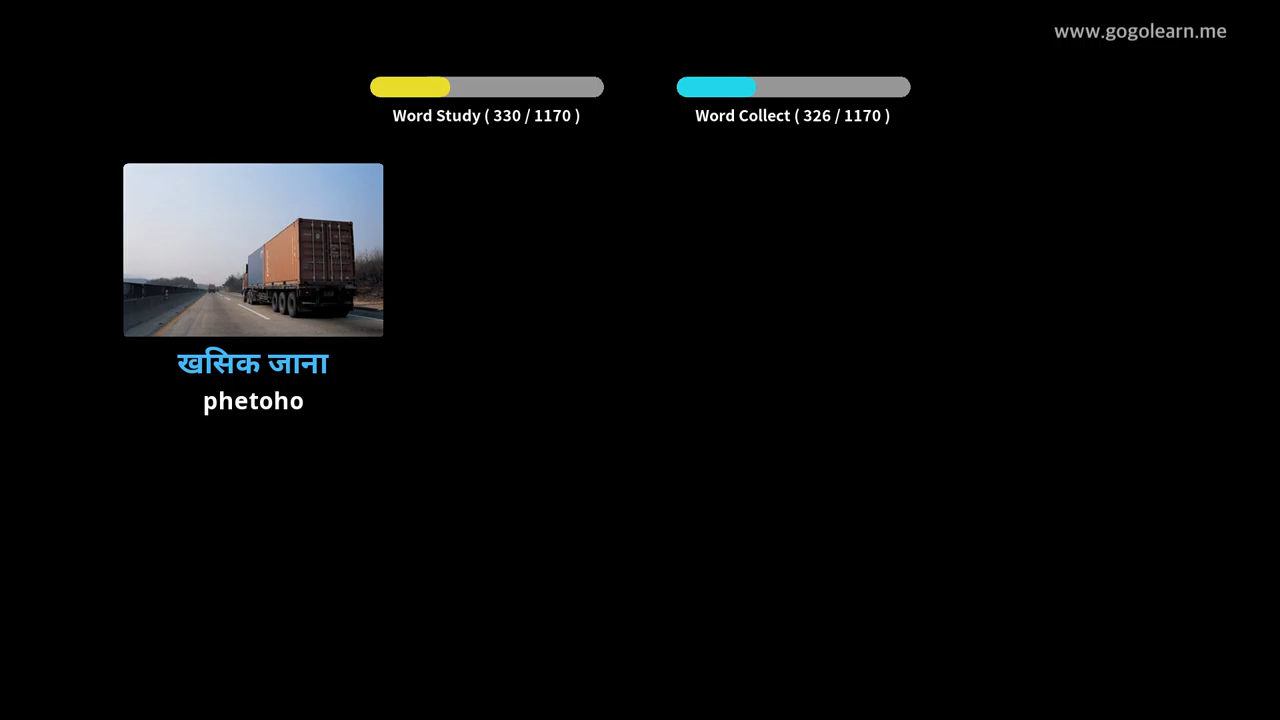 www.gogolearn.me
Word Study ( 330 / 1170 )
Word Collect ( 326 / 1170 )
खसिक जाना
phetoho